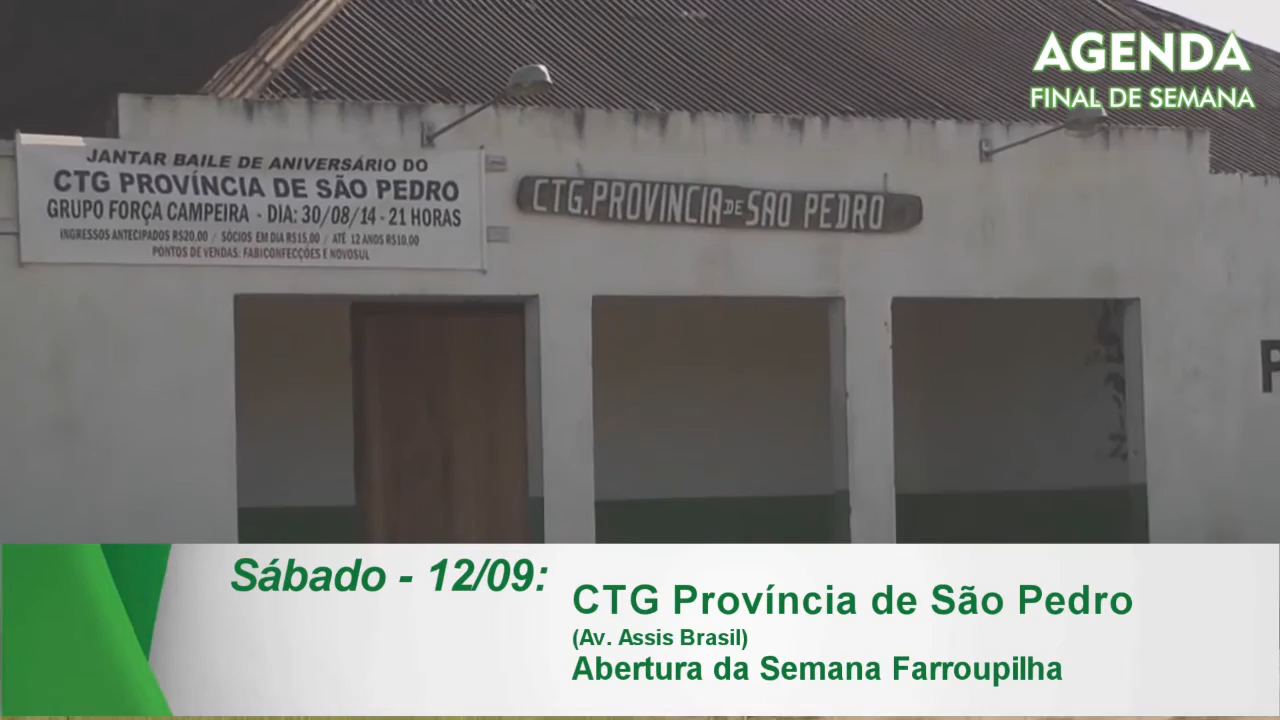 AGENDA
FINAL DE SEMANA
JANTAR BAILE DE ANIVERSÁRIO DO
CTG PROVÍNCIA DE SÃO PEDRO
GRUPO FORÇA CAMPEIRA - DIA: 30/08/14 - 21 HORAS
INGRESSOS ANTECIPADOS R$20,00 / SÓCIOS EM DIA R$15,00 / ATÉ 12 ANOS R$10,00
PONTOS DE VENDAS: FABICONFECÇÕES E NOVOSUL
CTG. PROVINCIA DE SAO PEDRO
P
Sábado - 12/09:
CTG Província de São Pedro
(Av. Assis Brasil)
Abertura da Semana Farroupilha